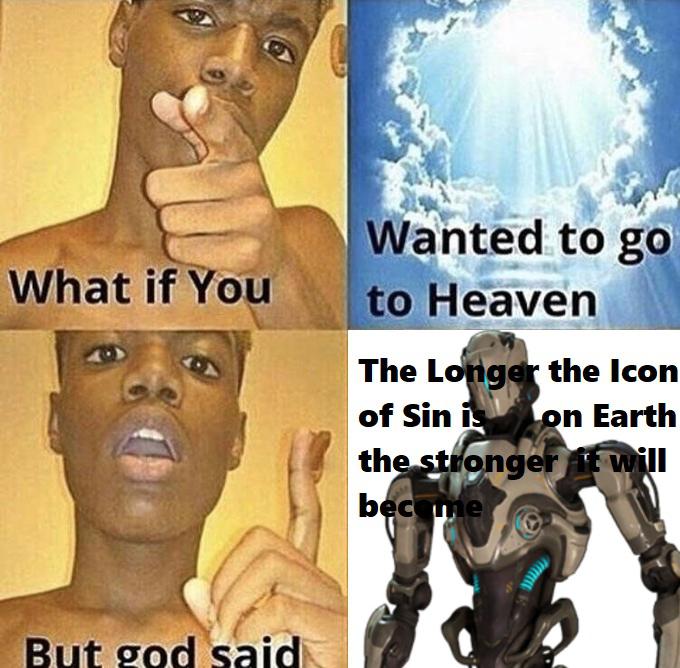 What if You
Wanted to go
to Heaven
But god said
The Longer the Icon
of Sin is on Earth
the stronger it will
become